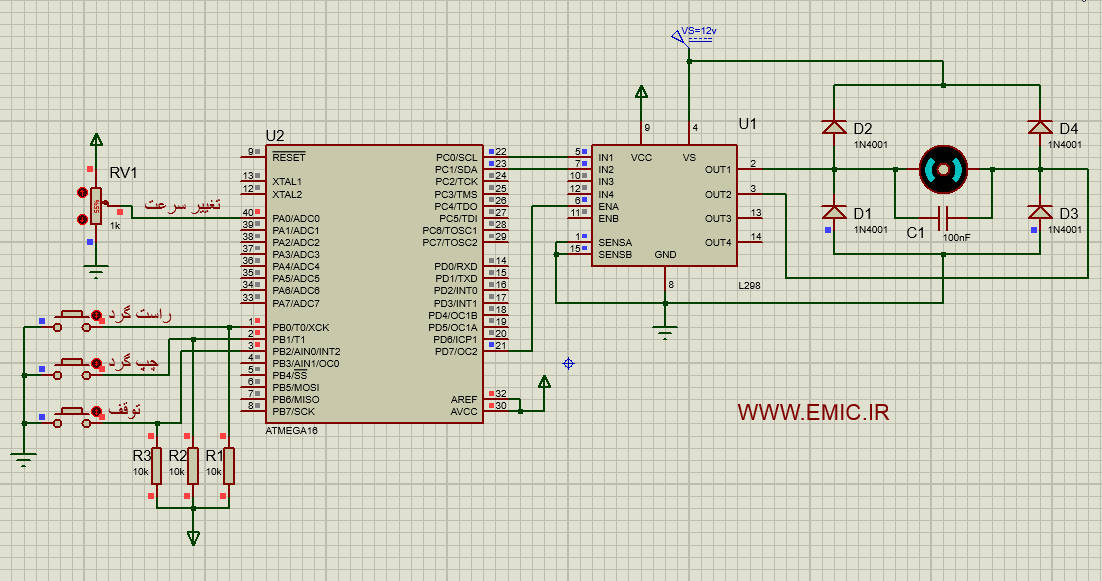 VS=12v
U1
9
4
VCC
VS
5
IN1
7
IN2
10
IN3
12
IN4
6
ENA
11
ENB
1
SENSA
15
SENSB
GND
8
OUT1
2
OUT2
3
OUT3
13
OUT4
14
L298
D2
1N4001
D4
1N4001
D1
1N4001
D3
1N4001
C1
100nF
RV1
55%
1k
تغییر سرعت
U2
9
RESET
13
XTAL1
12
XTAL2
40
PA0/ADC0
39
PA1/ADC1
38
PA2/ADC2
37
PA3/ADC3
36
PA4/ADC4
35
PA5/ADC5
34
PA6/ADC6
33
PA7/ADC7
1
PB0/T0/XCK
2
PB1/T1
3
PB2/AIN0/INT2
4
PB3/AIN1/OC0
5
PB4/SS
6
PB5/MOSI
7
PB6/MISO
8
PB7/SCK
PC0/SCL
22
PC1/SDA
23
PC2/TCK
24
PC3/TMS
25
PC4/TDO
26
PC5/TDI
27
PC6/TOSC1
28
PC7/TOSC2
29
PD0/RXD
14
PD1/TXD
15
PD2/INT0
16
PD3/INT1
17
PD4/OC1B
18
PD5/OC1A
19
PD6/ICP1
20
PD7/OC2
21
AREF
32
AVCC
30
ATMEGA16
راست گرد
چپ گرد
توقف
R3
10k
R2
10k
R1
10k
WWW.EMIC.IR